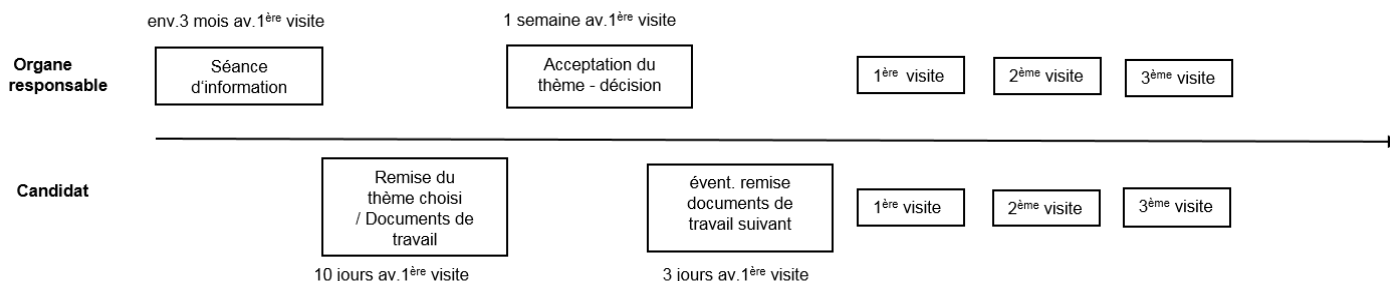 env.3 mois av.1ère visite
1 semaine av.1ère visite
Organe
responsable
Séance
d'information
Acceptation du
thème - décision
1ère visite
2ème visite
3ème visite
Candidat
Remise du
thème choisi
/ Documents de
travail
évent. remise
documents de
travail suivant
1ère visite
2ème visite
3ème visite
10 jours av.1ère visite
3 jours av.1ère visite